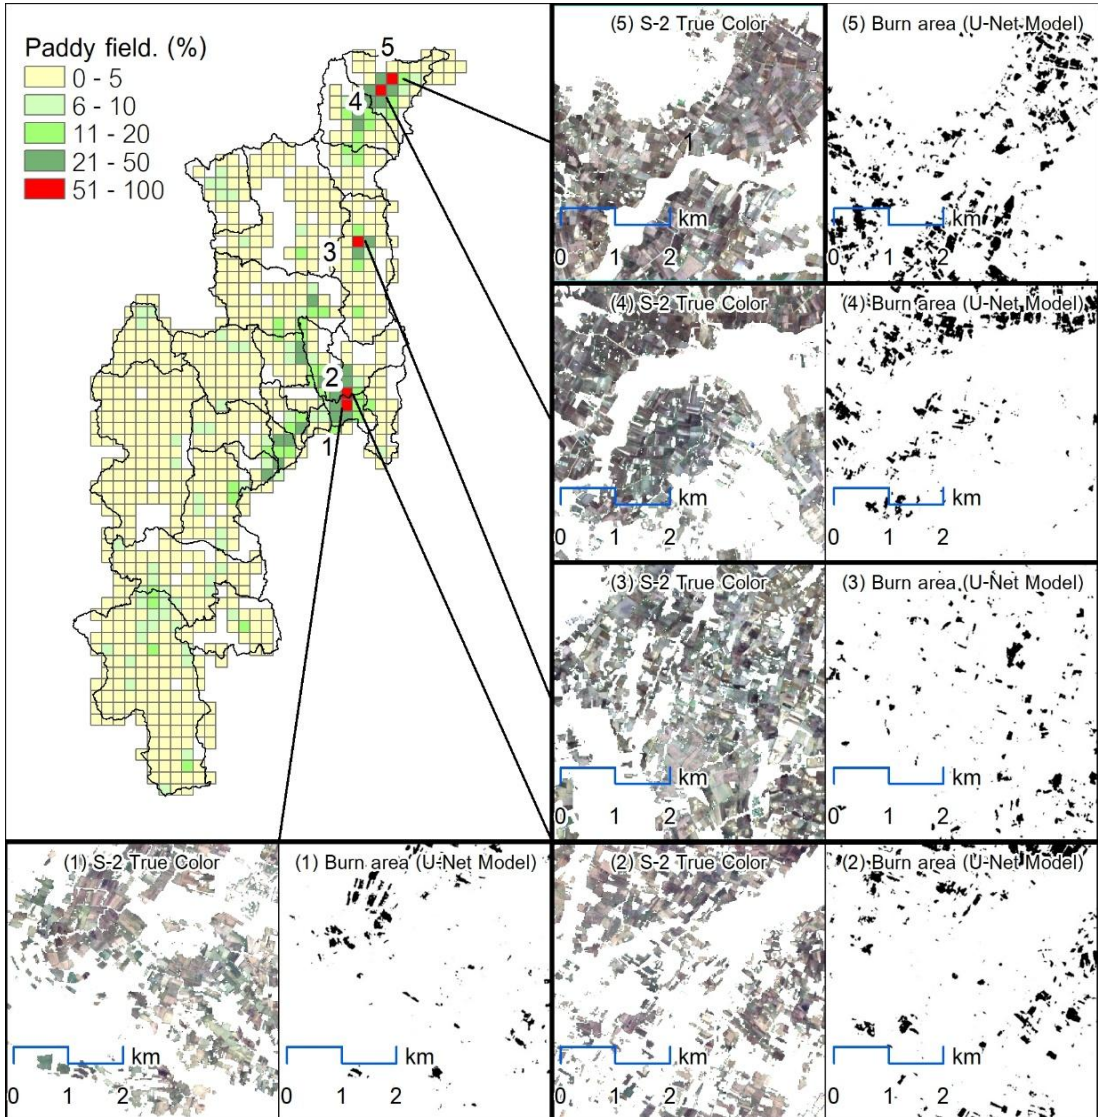 Paddy field. (%)
0 - 5
6 - 10
11 - 20
21 - 50
51 - 100
5
4
3
2
1
(5) S-2 True Color
1
km
0 1 2
(5) Burn area (U-Net Model)
km
0 1 2
(4) S-2 True Color
km
0 1 2
(4) Burn area (U-Net Model)
km
0 1 2
(3) S-2 True Color
km
0 1 2
(3) Burn area (U-Net Model)
km
0 1 2
(1) S-2 True Color
km
0 1 2
(1) Burn area (U-Net Model)
km
0 1 2
(2) S-2 True Color
km
0 1 2
(2) Burn area (U-Net Model)
km
0 1 2